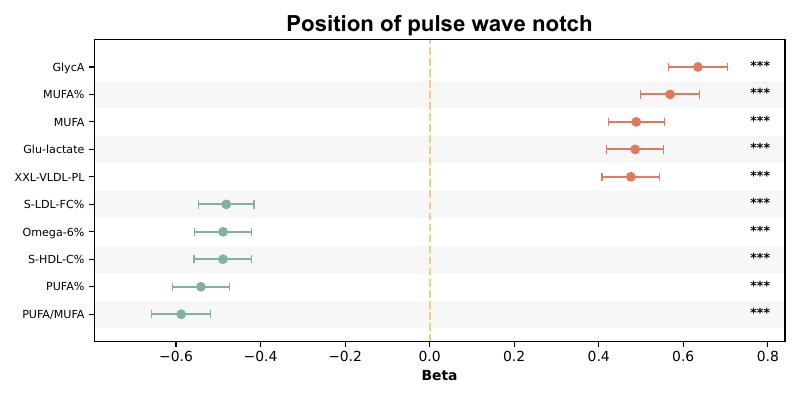 Position of pulse wave notch
GlycA ***
MUFA% ***
MUFA ***
Glu-lactate ***
XXL-VLDL-PL ***
S-LDL-FC% ***
Omega-6% ***
S-HDL-C% ***
PUFA% ***
PUFA/MUFA ***
−0.6 −0.4 −0.2 0.0 0.2 0.4 0.6 0.8
Beta